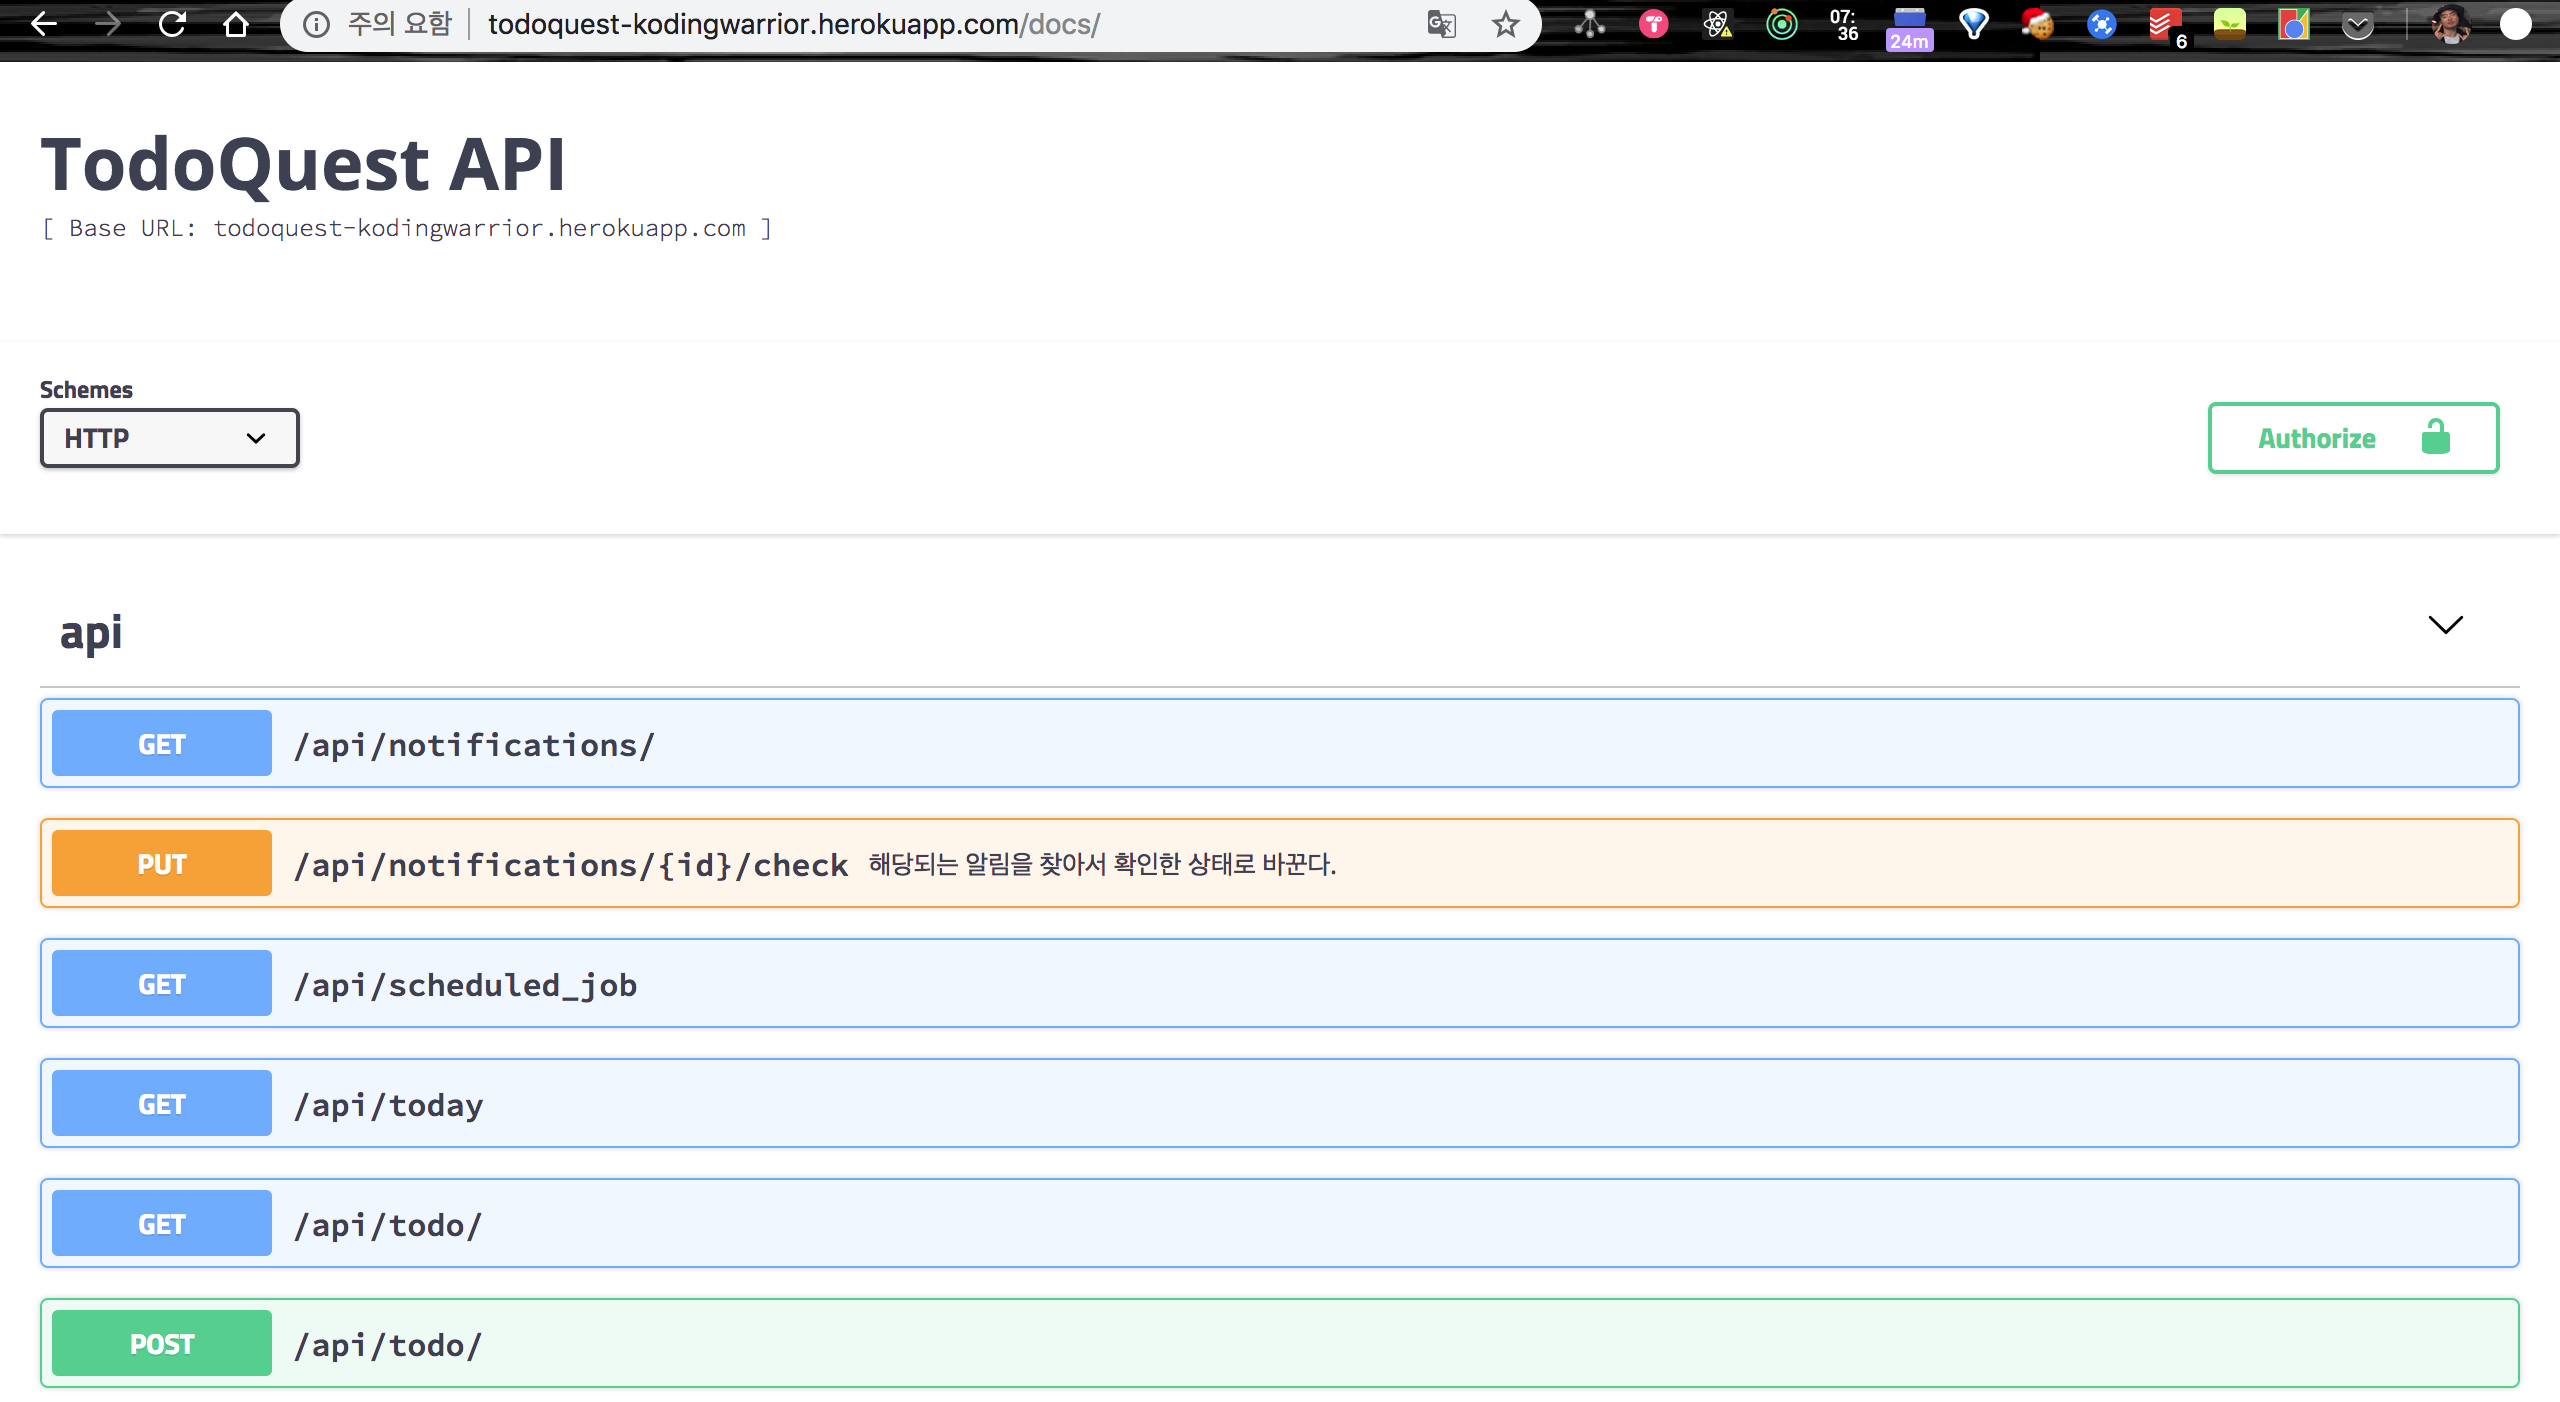 주의 요함 todoquest-kodingwarrior.herokuapp.com/docs/
07:
36
24m
6
TodoQuest API
[ Base URL: todoquest-kodingwarrior.herokuapp.com ]
Schemes
HTTP
Authorize
api
GET /api/notifications/
PUT /api/notifications/{id}/check 해당되는 알림을 찾아서 확인한 상태로 바꾼다.
GET /api/scheduled_job
GET /api/today
GET /api/todo/
POST /api/todo/